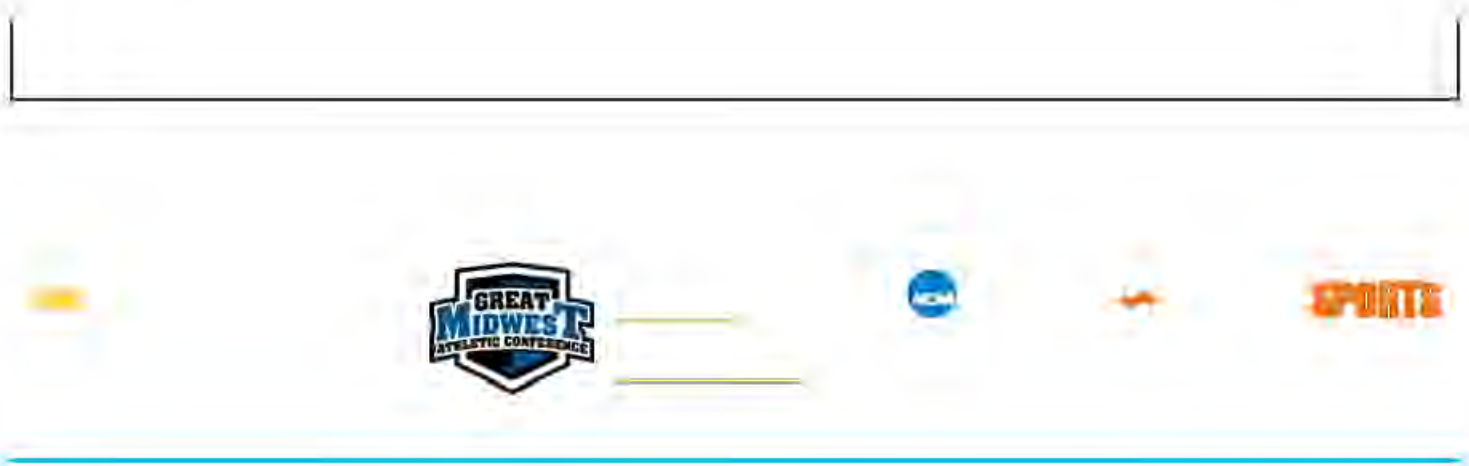 GREAT
MIDWEST
ATHLETIC CONFERENCE
NCAA
SPORTS